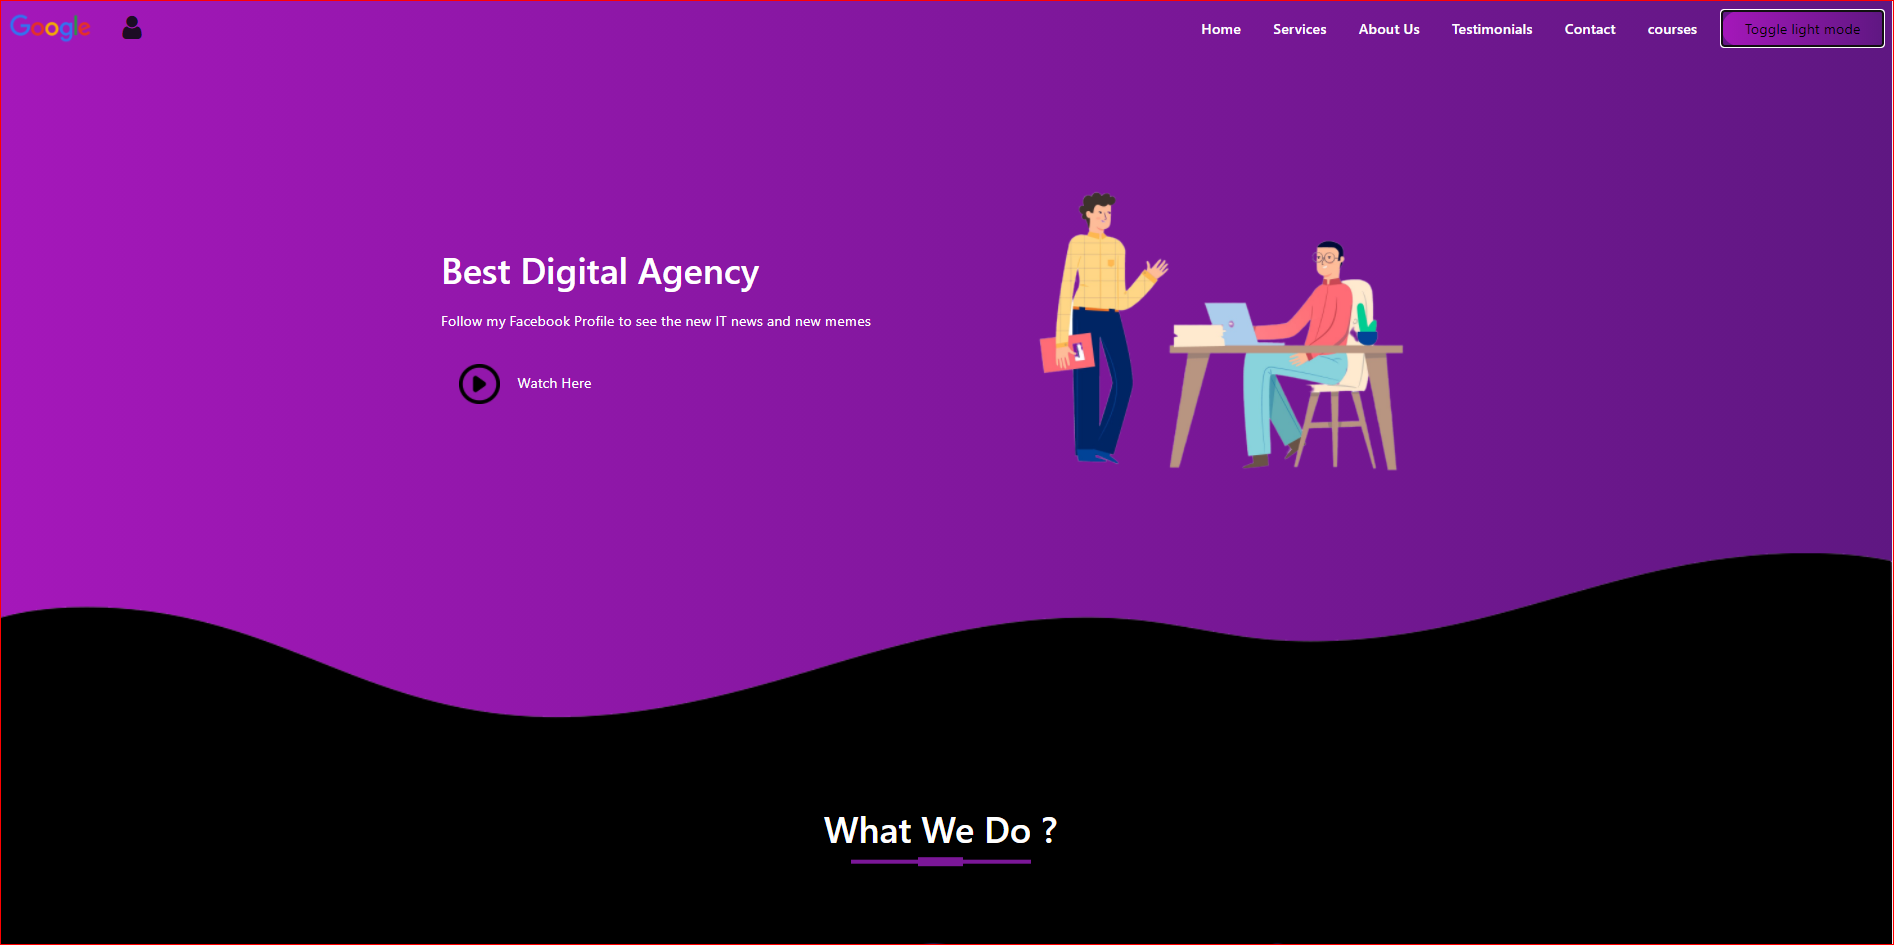 Google
Home Services About Us Testimonials Contact courses Toggle light mode
Best Digital Agency
Follow my Facebook Profile to see the new IT news and new memes
Watch Here
What We Do ?